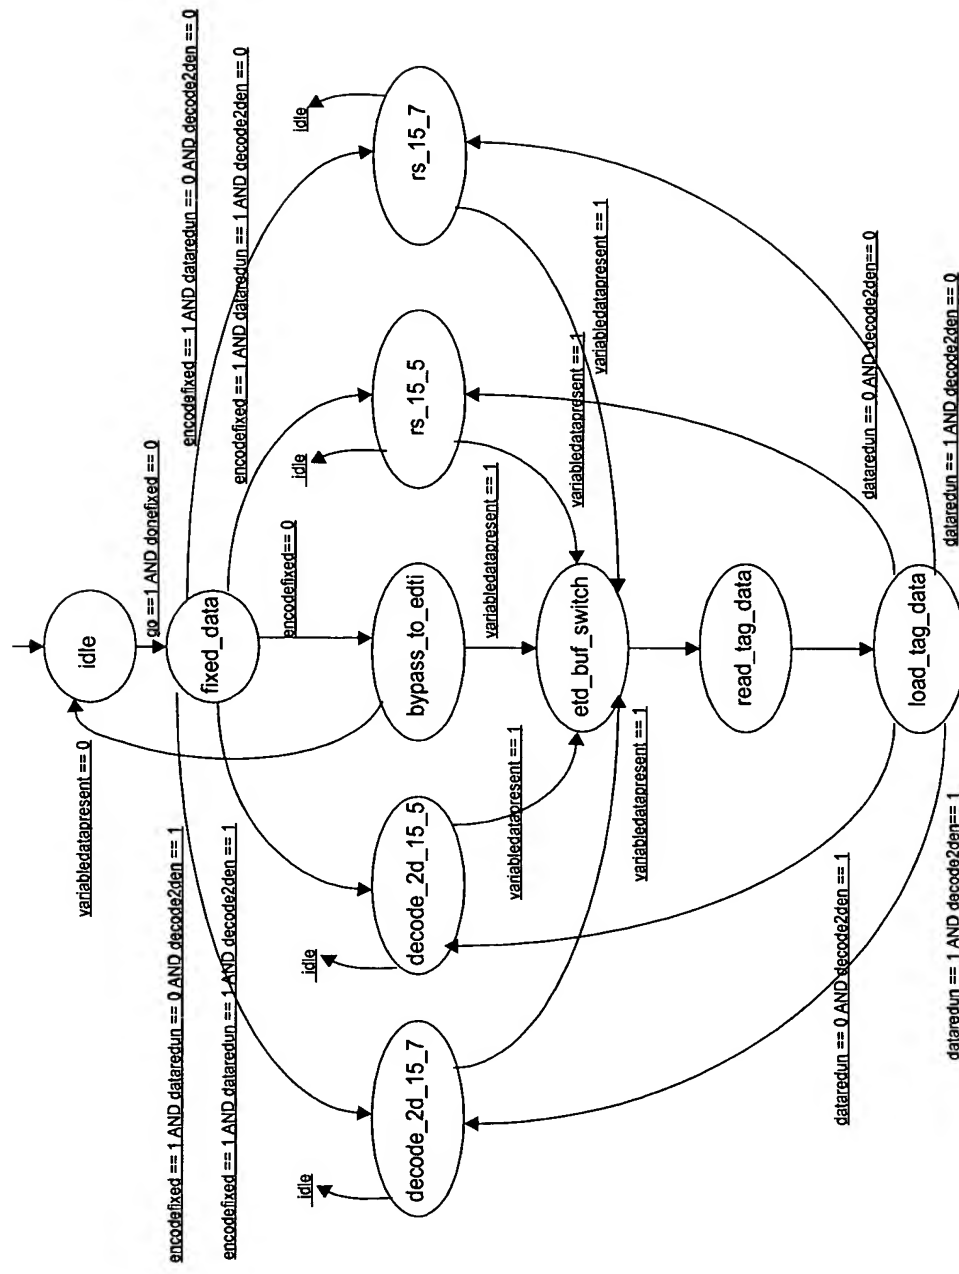 idle
go ==1 AND donefixed == 0
fixed_data
variabledatapresent == 0
encodefixed == 1 AND dataredun == 0 AND decode2den == 1
encodefixed == 1 AND dataredun == 1 AND decode2den == 1
encodefixed == 1 AND dataredun == 0 AND decode2den == 0
encodefixed == 1 AND dataredun == 1 AND decode2den == 0
encodefixed== 0
idle
idle
idle
idle
decode_2d_15_7
decode_2d_15_5
bypass_to_edti
rs_15_5
rs_15_7
variabledatapresent == 1
variabledatapresent == 1
variabledatapresent == 1
variabledatapresent == 1
variabledatapresent == 1
etd_buf_switch
read_tag_data
load_tag_data
dataredun == 0 AND decode2den == 1
dataredun == 1 AND decode2den== 1
dataredun == 0 AND decode2den== 0
dataredun == 1 AND decode2den == 0